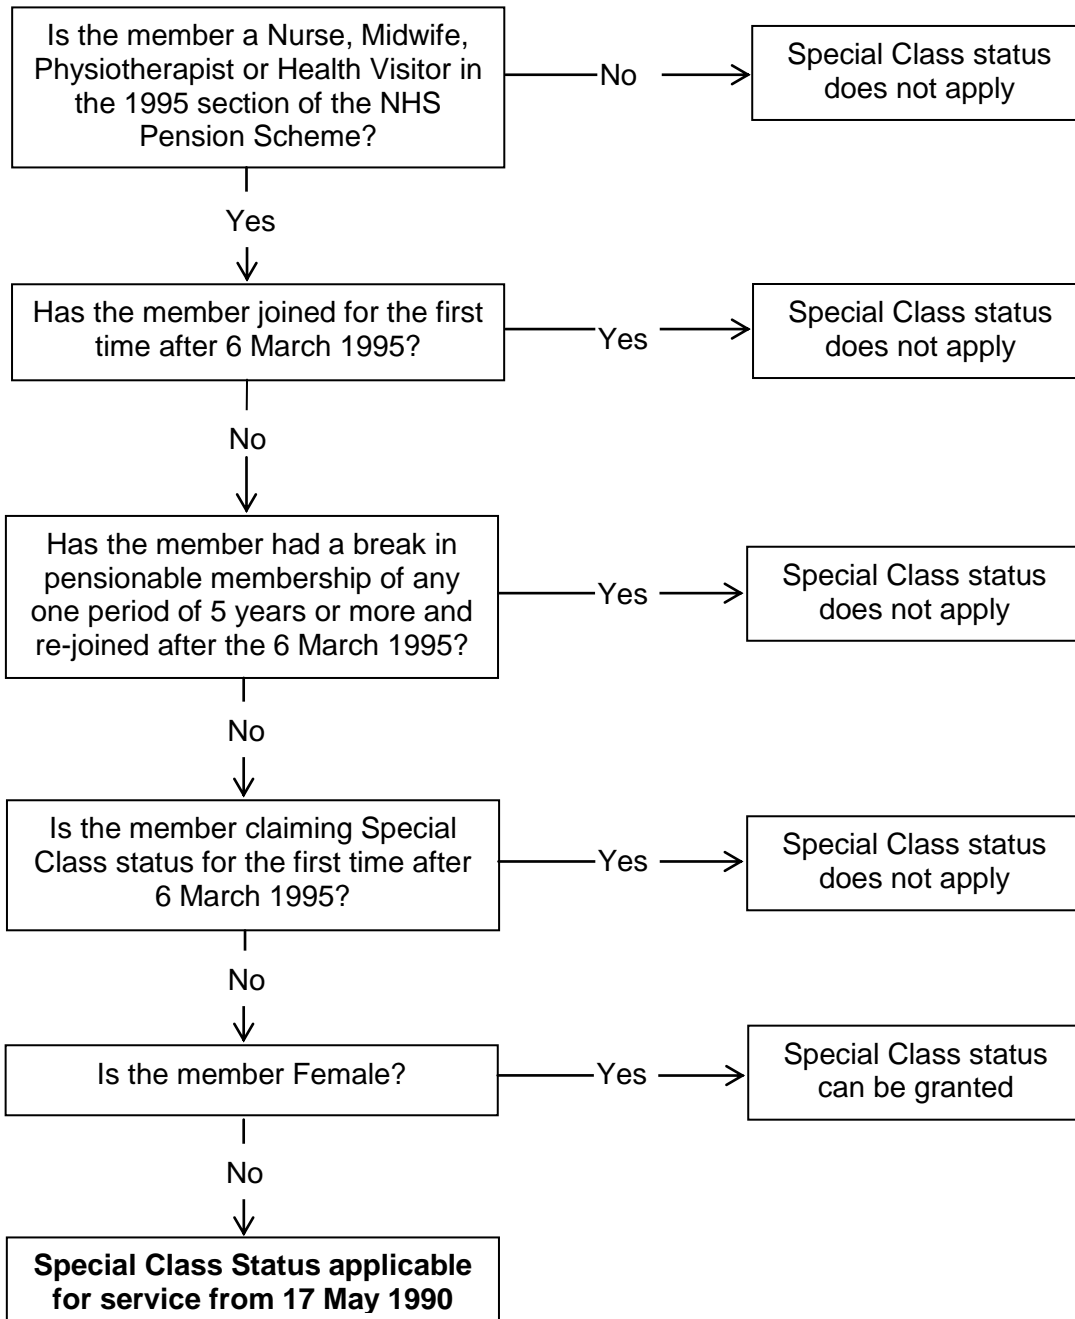 Is the member a Nurse, Midwife,
Physiotherapist or Health Visitor in
the 1995 section of the NHS
Pension Scheme?
No
Special Class status
does not apply
Yes
Has the member joined for the first
time after 6 March 1995?
Yes
Special Class status
does not apply
No
Has the member had a break in
pensionable membership of any
one period of 5 years or more and
re-joined after the 6 March 1995?
Yes
Special Class status
does not apply
No
Is the member claiming Special
Class status for the first time after
6 March 1995?
Yes
Special Class status
does not apply
No
Is the member Female?
Yes
Special Class status
can be granted
No
Special Class Status applicable
for service from 17 May 1990